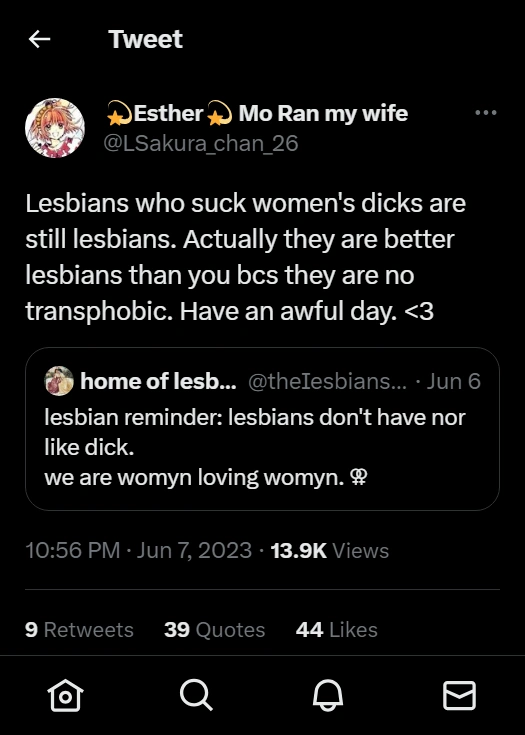 Tweet
💫Esther💫 Mo Ran my wife
@LSakura_chan_26
Lesbians who suck women's dicks are
still lesbians. Actually they are better
lesbians than you bcs they are no
transphobic. Have an awful day. <3
home of lesb... @theIesbians... · Jun 6
lesbian reminder: lesbians don't have nor
like dick.
we are womyn loving womyn. ⚢
10:56 PM · Jun 7, 2023 · 13.9K Views
9 Retweets 39 Quotes 44 Likes